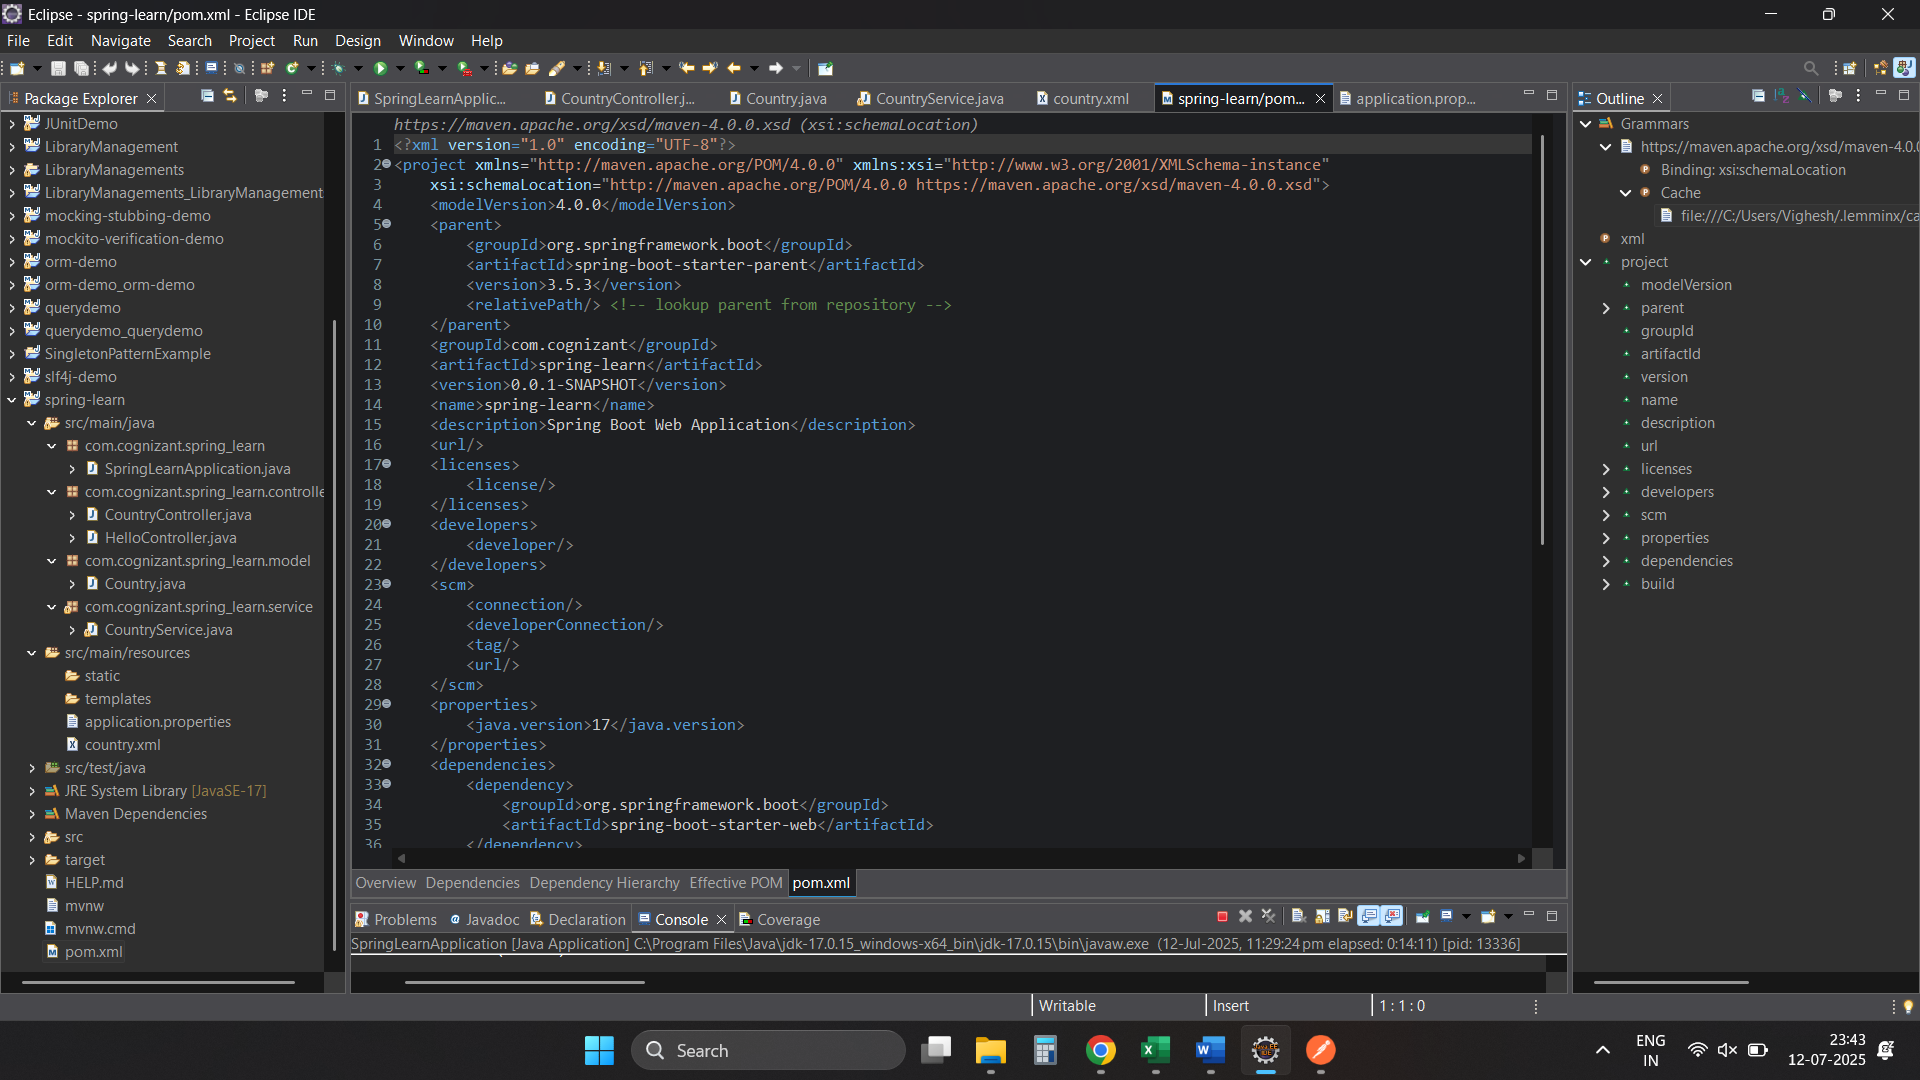 Eclipse - spring-learn/pom.xml - Eclipse IDE
File Edit Navigate Search Project Run Design Window Help
Package Explorer
JUnitDemo
LibraryManagement
LibraryManagements
LibraryManagements_LibraryManagement
mocking-stubbing-demo
mockito-verification-demo
orm-demo
orm-demo_orm-demo
querydemo
querydemo_querydemo
SingletonPatternExample
slf4j-demo
spring-learn
src/main/java
com.cognizant.spring_learn
SpringLearnApplication.java
com.cognizant.spring_learn.controlle
CountryController.java
HelloController.java
com.cognizant.spring_learn.model
Country.java
com.cognizant.spring_learn.service
CountryService.java
src/main/resources
static
templates
application.properties
country.xml
src/test/java
JRE System Library [JavaSE-17]
Maven Dependencies
src
target
HELP.md
mvnw
mvnw.cmd
pom.xml
SpringLearnApplic... CountryController.j... Country.java CountryService.java country.xml spring-learn/pom... application.prop...
https://maven.apache.org/xsd/maven-4.0.0.xsd (xsi:schemaLocation)
1 <?xml version="1.0" encoding="UTF-8"?>
2 <project xmlns="http://maven.apache.org/POM/4.0.0" xmlns:xsi="http://www.w3.org/2001/XMLSchema-instance"
3 xsi:schemaLocation="http://maven.apache.org/POM/4.0.0 https://maven.apache.org/xsd/maven-4.0.0.xsd">
4 <modelVersion>4.0.0</modelVersion>
5 <parent>
6 <groupId>org.springframework.boot</groupId>
7 <artifactId>spring-boot-starter-parent</artifactId>
8 <version>3.5.3</version>
9 <relativePath/> <!-- lookup parent from repository -->
10 </parent>
11 <groupId>com.cognizant</groupId>
12 <artifactId>spring-learn</artifactId>
13 <version>0.0.1-SNAPSHOT</version>
14 <name>spring-learn</name>
15 <description>Spring Boot Web Application</description>
16 <url/>
17 <licenses>
18 <license/>
19 </licenses>
20 <developers>
21 <developer/>
22 </developers>
23 <scm>
24 <connection/>
25 <developerConnection/>
26 <tag/>
27 <url/>
28 </scm>
29 <properties>
30 <java.version>17</java.version>
31 </properties>
32 <dependencies>
33 <dependency>
34 <groupId>org.springframework.boot</groupId>
35 <artifactId>spring-boot-starter-web</artifactId>
36 </dependency>
Overview Dependencies Dependency Hierarchy Effective POM pom.xml
Problems Javadoc Declaration Console Coverage
SpringLearnApplication [Java Application] C:\Program Files\Java\jdk-17.0.15_windows-x64_bin\jdk-17.0.15\bin\javaw.exe (12-Jul-2025, 11:29:24 pm elapsed: 0:14:11) [pid: 13336]
Outline
Grammars
https://maven.apache.org/xsd/maven-4.0.0
Binding: xsi:schemaLocation
Cache
file:///C:/Users/Vighesh/.lemminx/ca
xml
project
modelVersion
parent
groupId
artifactId
version
name
description
url
licenses
developers
scm
properties
dependencies
build
Writable Insert 1 : 1 : 0
Search
ENG
IN
23:43
12-07-2025